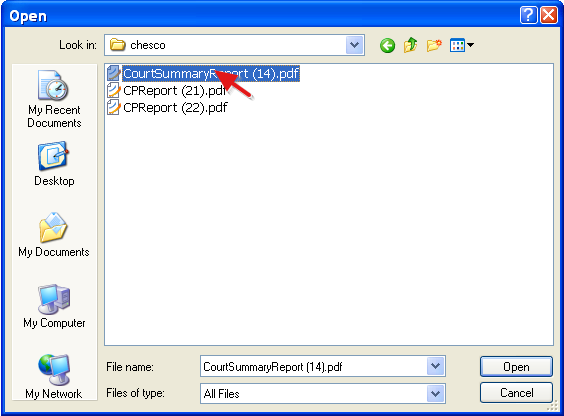 Open
Look in: chesco
CourtSummaryReport (14).pdf
CPReport (21).pdf
CPReport (22).pdf
My Recent
Documents
Desktop
My Documents
My Computer
My Network
File name: CourtSummaryReport (14).pdf Open
Files of type: All Files Cancel